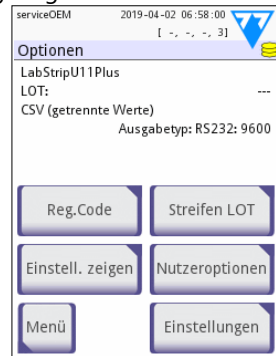 serviceOEM 2019-04-02 06:58:00
[ -, -, -, 3]
77
Optionen
LabStripU11Plus
LOT: ---
CSV (getrennte Werte)
Ausgabetyp: RS232: 9600
Reg.Code Streifen LOT
Einstell. zeigen Nutzeroptionen
Menü Einstellungen